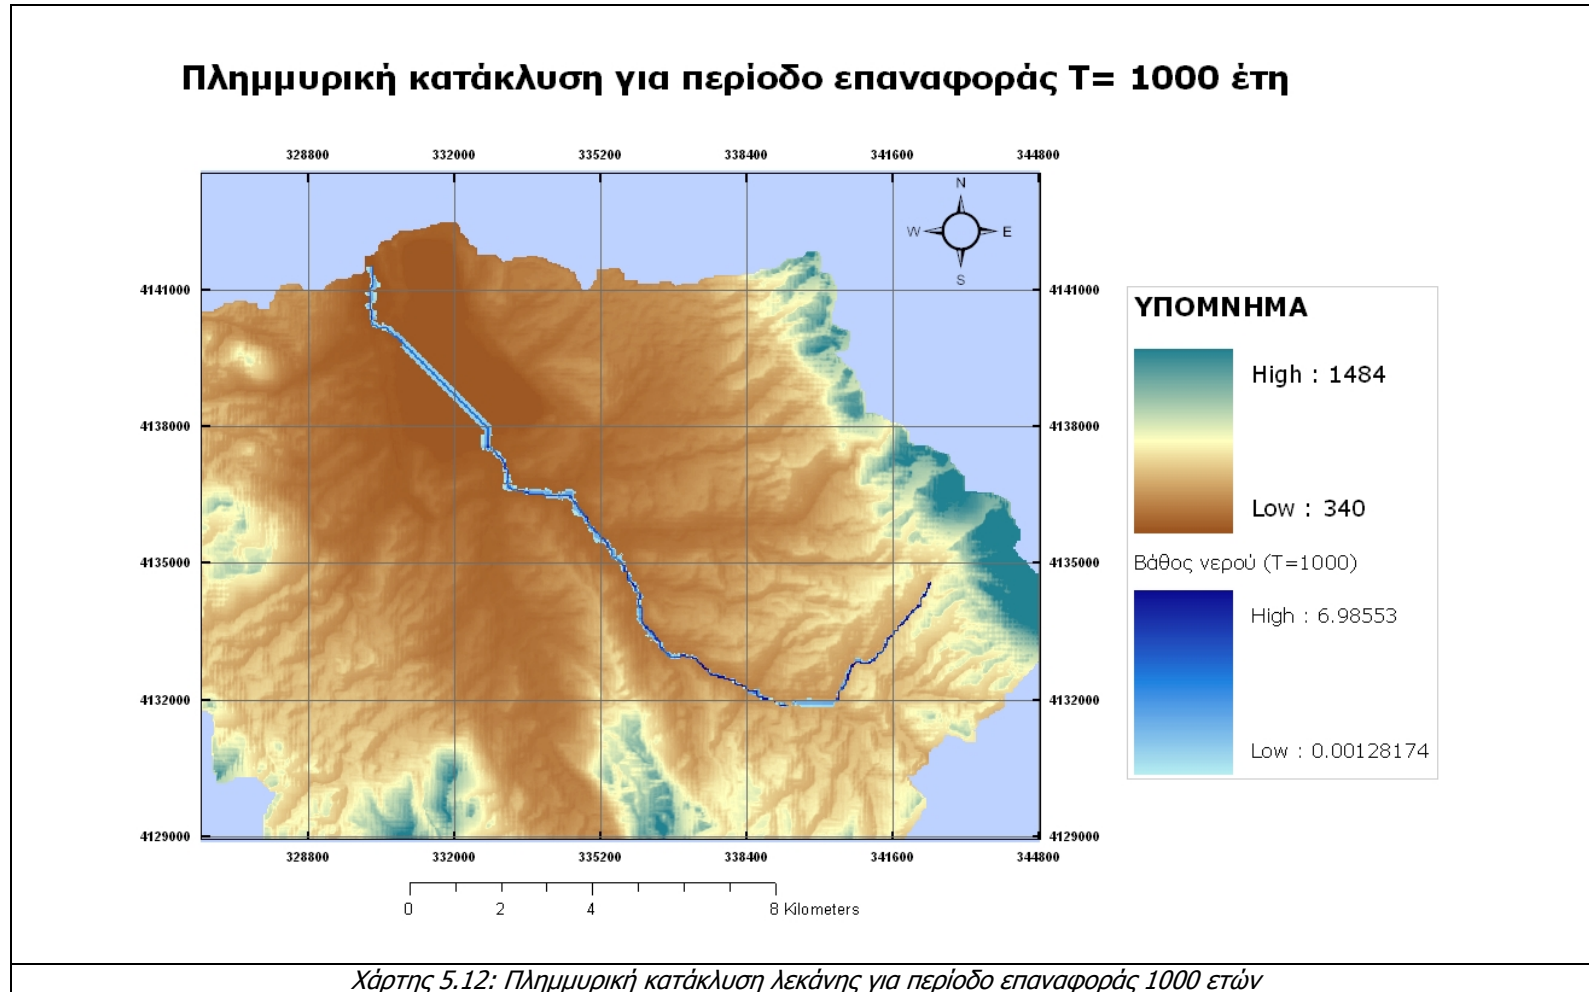 Πλημμυρική κατάκλυση για περίοδο επαναφοράς T= 1000 έτη
328800 332000 335200 338400 341600 344800
N
W E
S
4141000 4141000
4138000 4138000
4135000 4135000
4132000 4132000
4129000 4129000
328800 332000 335200 338400 341600 344800
0 2 4 8 Kilometers
ΥΠΟΜΝΗΜΑ
High : 1484
Low : 340
Βάθος νερού (T=1000)
High : 6.98553
Low : 0.00128174
Χάρτης 5.12: Πλημμυρική κατάκλυση λεκάνης για περίοδο επαναφοράς 1000 ετών